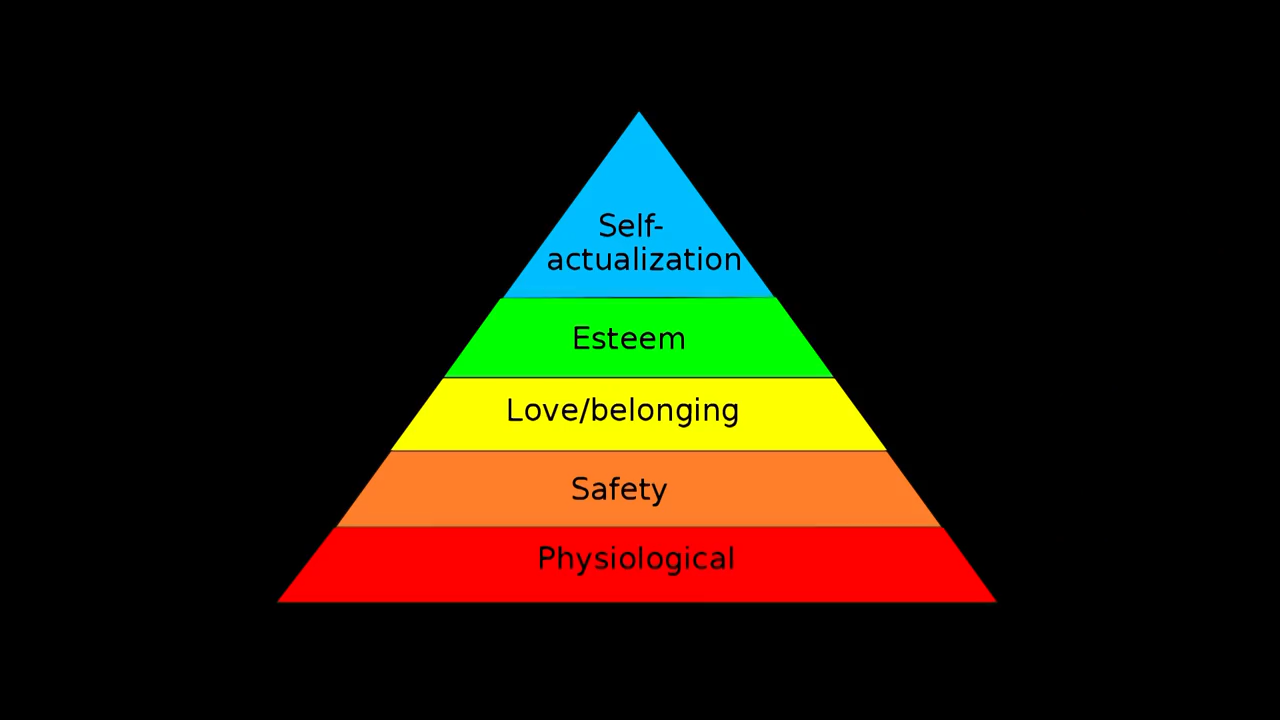 Self-
actualization
Esteem
Love/belonging
Safety
Physiological